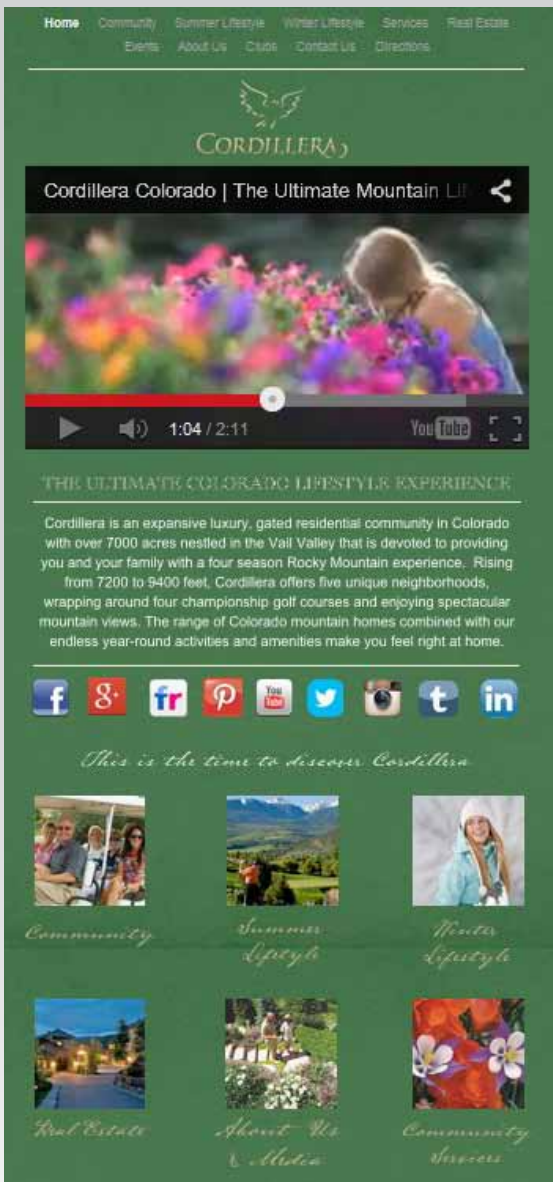 Home Community Summer Lifestyle Winter Lifestyle Services Real Estate
Events About Us Clubs Contact Us Directions
CORDILLERA
Cordillera Colorado | The Ultimate Mountain Li
1:04 / 2:11
YouTube
THE ULTIMATE COLORADO LIFESTYLE EXPERIENCE
Cordillera is an expansive luxury, gated residential community in Colorado
with over 7000 acres nestled in the Vail Valley that is devoted to providing
you and your family with a four season Rocky Mountain experience. Rising
from 7200 to 9400 feet, Cordillera offers five unique neighborhoods,
wrapping around four championship golf courses and enjoying spectacular
mountain views. The range of Colorado mountain homes combined with our
endless year-round activities and amenities make you feel right at home.
f g+ fr P You Tube t in
This is the time to discover Cordillera
Community
Summer
Lifestyle
Winter
Lifestyle
Real Estate
About Us
& Media
Community
Services